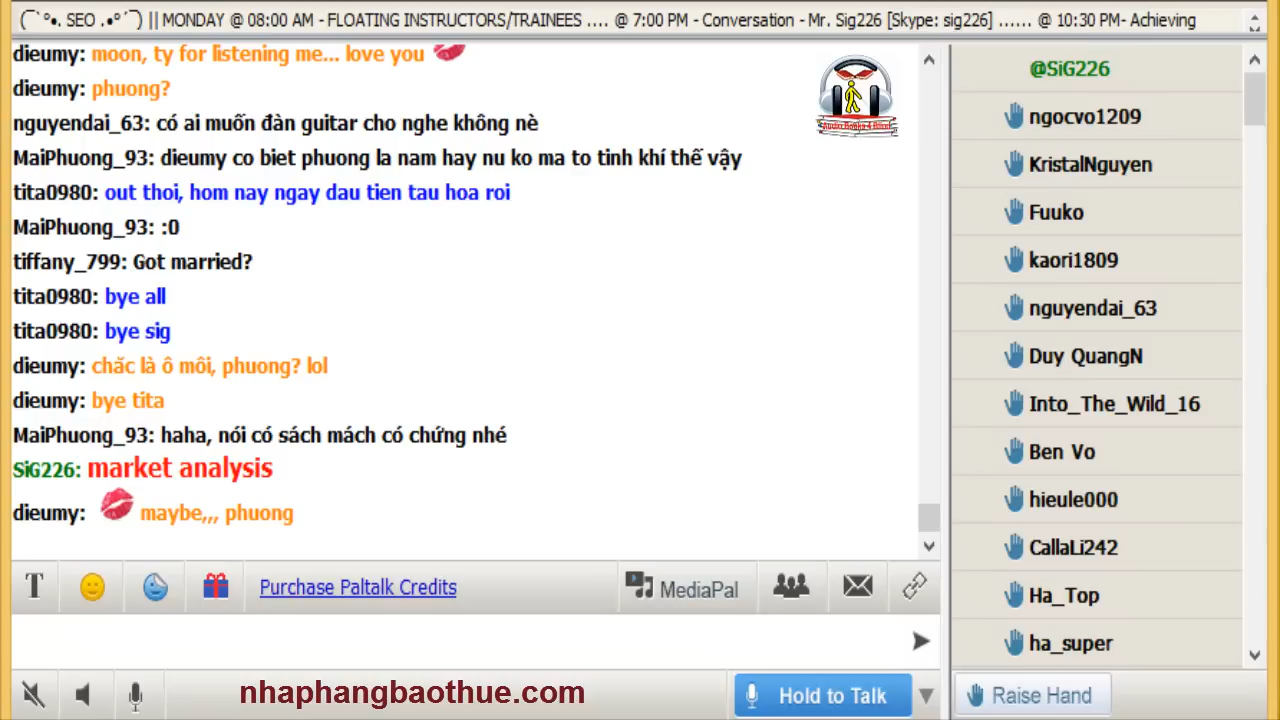 (¯`°•. SEO .•°´¯) || MONDAY @ 08:00 AM - FLOATING INSTRUCTORS/TRAINEES .... @ 7:00 PM - Conversation - Mr. Sig226 [Skype: sig226] ...... @ 10:30 PM- Achieving
dieumy: moon, ty for listening me... love you
dieumy: phuong?
nguyendai_63: có ai muốn đàn guitar cho nghe không nè
MaiPhuong_93: dieumy co biet phuong la nam hay nu ko ma to tinh khí thế vậy
tita0980: out thoi, hom nay ngay dau tien tau hoa roi
MaiPhuong_93: :0
tiffany_799: Got married?
tita0980: bye all
tita0980: bye sig
dieumy: chắc là ô môi, phuong? lol
dieumy: bye tita
MaiPhuong_93: haha, nói có sách mách có chứng nhé
SiG226: market analysis
dieumy: maybe,,, phuong
@SiG226
ngocvo1209
KristalNguyen
Fuuko
kaori1809
nguyendai_63
Duy QuangN
Into_The_Wild_16
Ben Vo
hieule000
CallaLi242
Ha_Top
ha_super
T
Purchase Paltalk Credits
MediaPal
nhaphangbaothue.com
Hold to Talk
Raise Hand